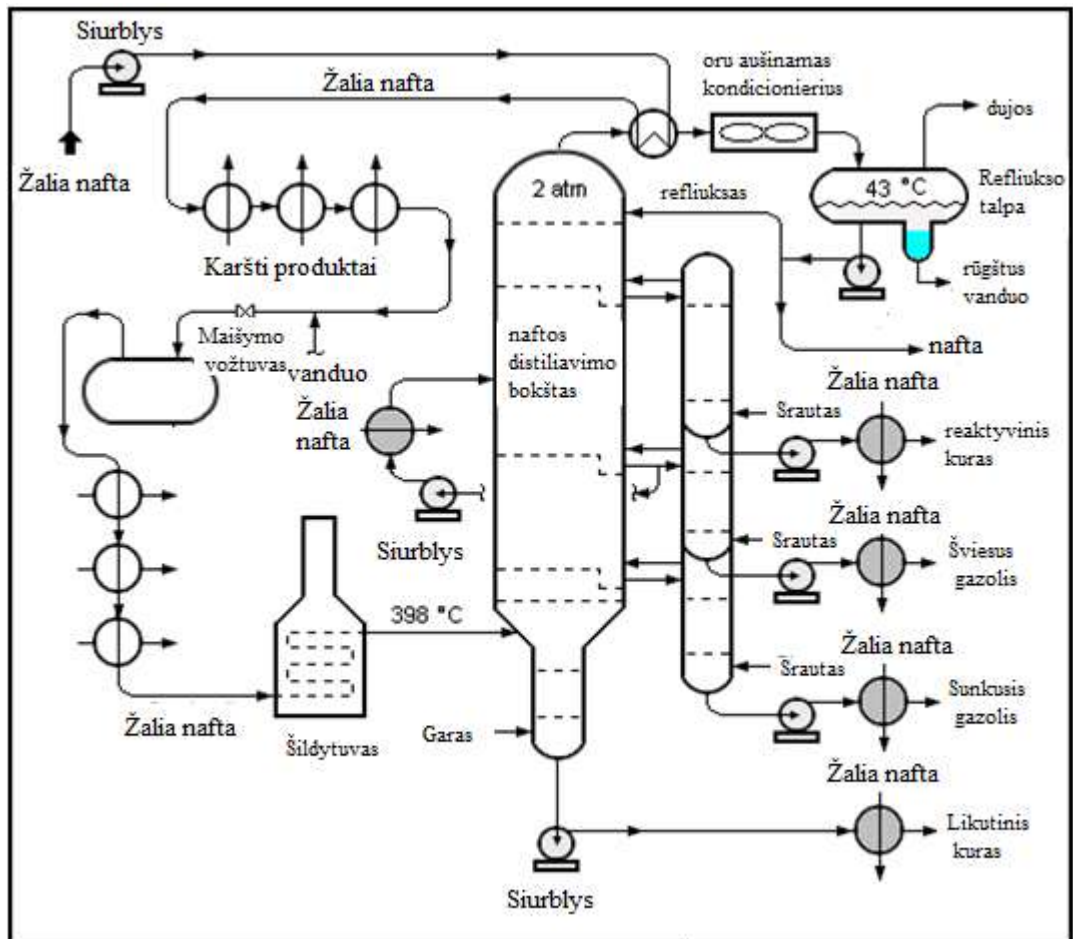 Siurblys
Žalia nafta
Žalia nafta
oru aušinamas
kondicionierius
dujos
2 atm
refliuksas
43 °C
Refliukso
talpa
rūgštus
vanduo
nafta
Karšti produktai
Maišymo
vožtuvas
vanduo
naftos
distiliavimo
bokštas
Žalia
nafta
Siurblys
Žalia nafta
Srautas
reaktyvinis
kuras
Žalia nafta
Srautas
Šviesus
gazolis
398 °C
Žalia nafta
Srautas
Sunkusis
gazolis
Žalia nafta
Šildytuvas
Garas
Žalia nafta
Likutinis
kuras
Siurblys